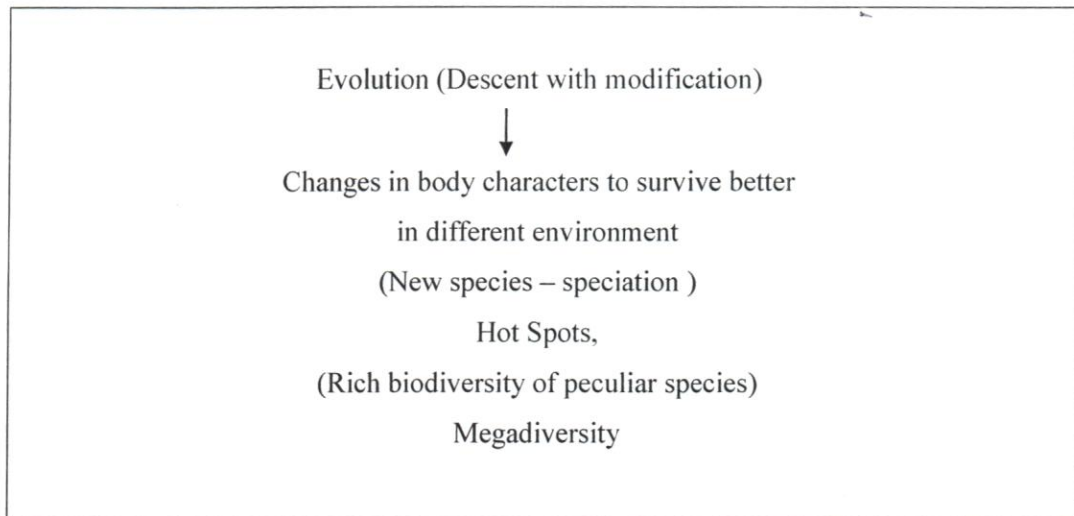 Evolution (Descent with modification)
Changes in body characters to survive better
in different environment
(New species – speciation )
Hot Spots,
(Rich biodiversity of peculiar species)
Megadiversity